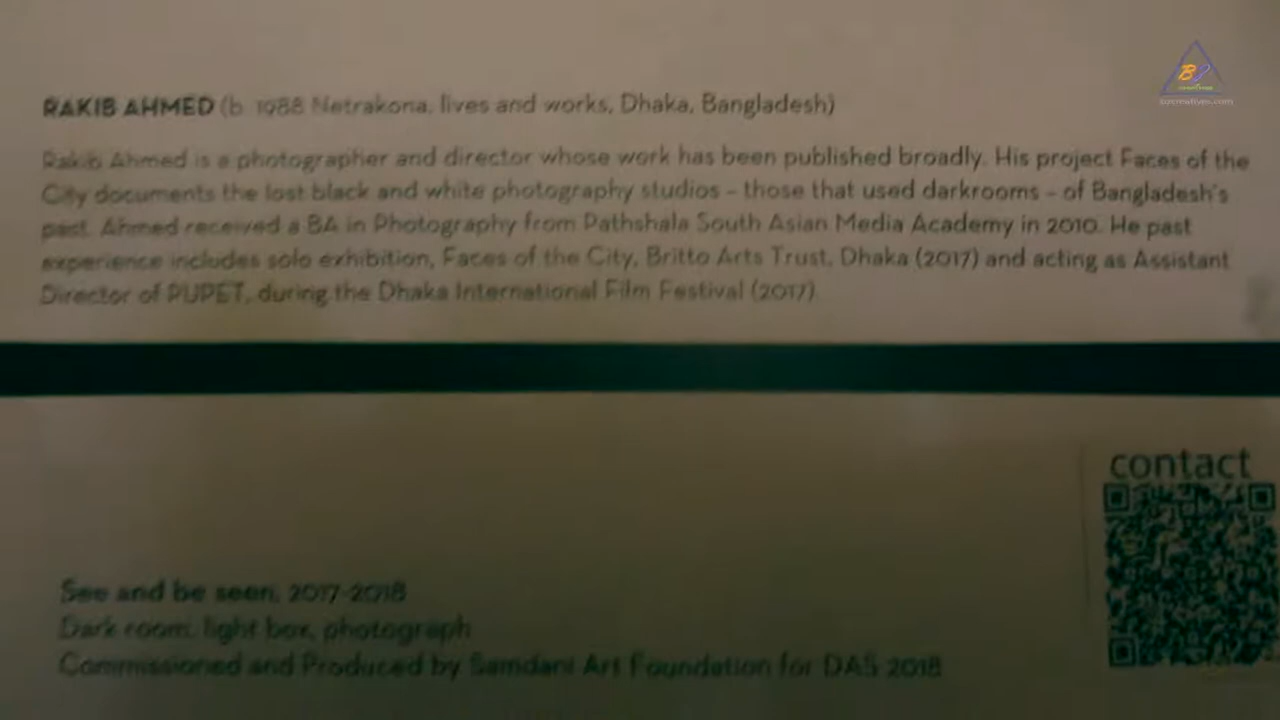 RAKIB AHMED (b. 1988 Netrakona, lives and works, Dhaka, Bangladesh)
Rakib Ahmed is a photographer and director whose work has been published broadly. His project Faces of the
City documents the lost black and white photography studios - those that used darkrooms - of Bangladesh's
past. Ahmed received a BA in Photography from Pathshala South Asian Media Academy in 2010. He past
experience includes solo exhibition, Faces of the City, Britto Arts Trust, Dhaka (2017) and acting as Assistant
Director of PUPET, during the Dhaka International Film Festival (2017).
contact
See and be seen, 2017-2018
Dark room, light box, photograph
Commissioned and Produced by Samdani Art Foundation for DAS 2018